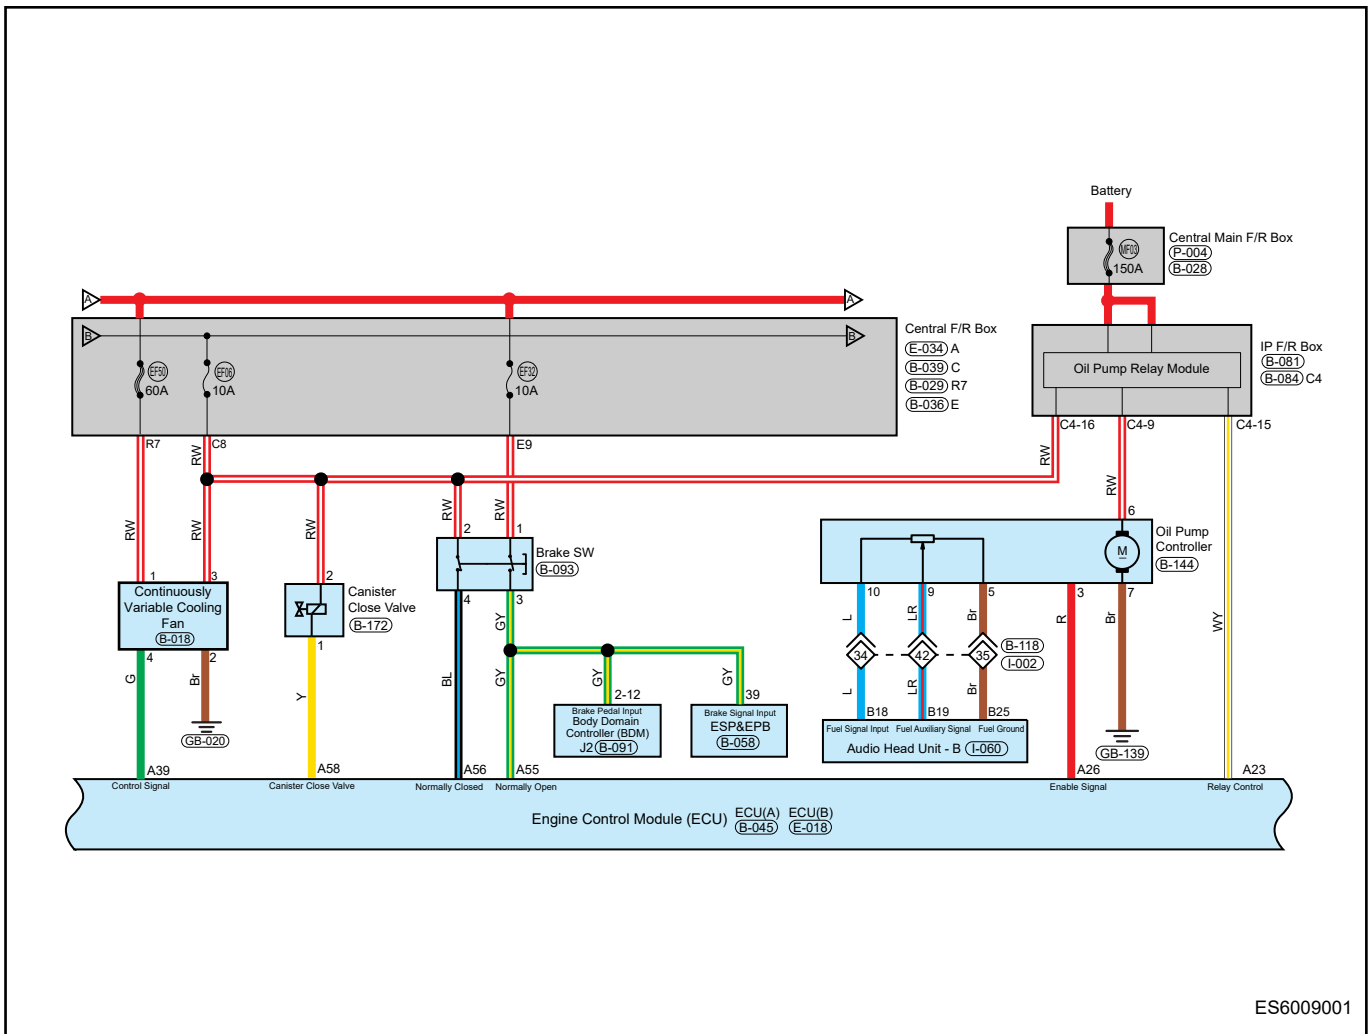 Battery
MF03
150A
Central Main F/R Box
P-004
B-028
A
A
B
B
EF50
60A
EF06
10A
EF32
10A
Central F/R Box
E-034 A
B-039 C
B-029 R7
B-036 E
Oil Pump Relay Module
IP F/R Box
B-081
B-084 C4
R7
C8
E9
C4-16
C4-9
C4-15
RW
RW
RW
RW
RW
RW
RW
RW
2
1
Brake SW
B-093
4
3
6
M
Oil Pump
Controller
B-144
1
3
Continuously
Variable Cooling
Fan
B-018
4
2
2
Canister
Close Valve
B-172
1
10
9
5
3
7
L
LR
Br
R
Br
WY
34
42
35
B-118
I-002
L
LR
Br
G
Br
Y
BL
GY
GY
GY
GY
GB-020
2-12
Brake Pedal Input
Body Domain
Controller (BDM)
J2 B-091
39
Brake Signal Input
ESP&EPB
B-058
B18
B19
B25
Fuel Signal Input
Fuel Auxiliary Signal
Fuel Ground
Audio Head Unit - B I-060
GB-139
A39
A58
A56
A55
A26
A23
Control Signal
Canister Close Valve
Normally Closed
Normally Open
Enable Signal
Relay Control
Engine Control Module (ECU)
ECU(A) ECU(B)
B-045 E-018
ES6009001